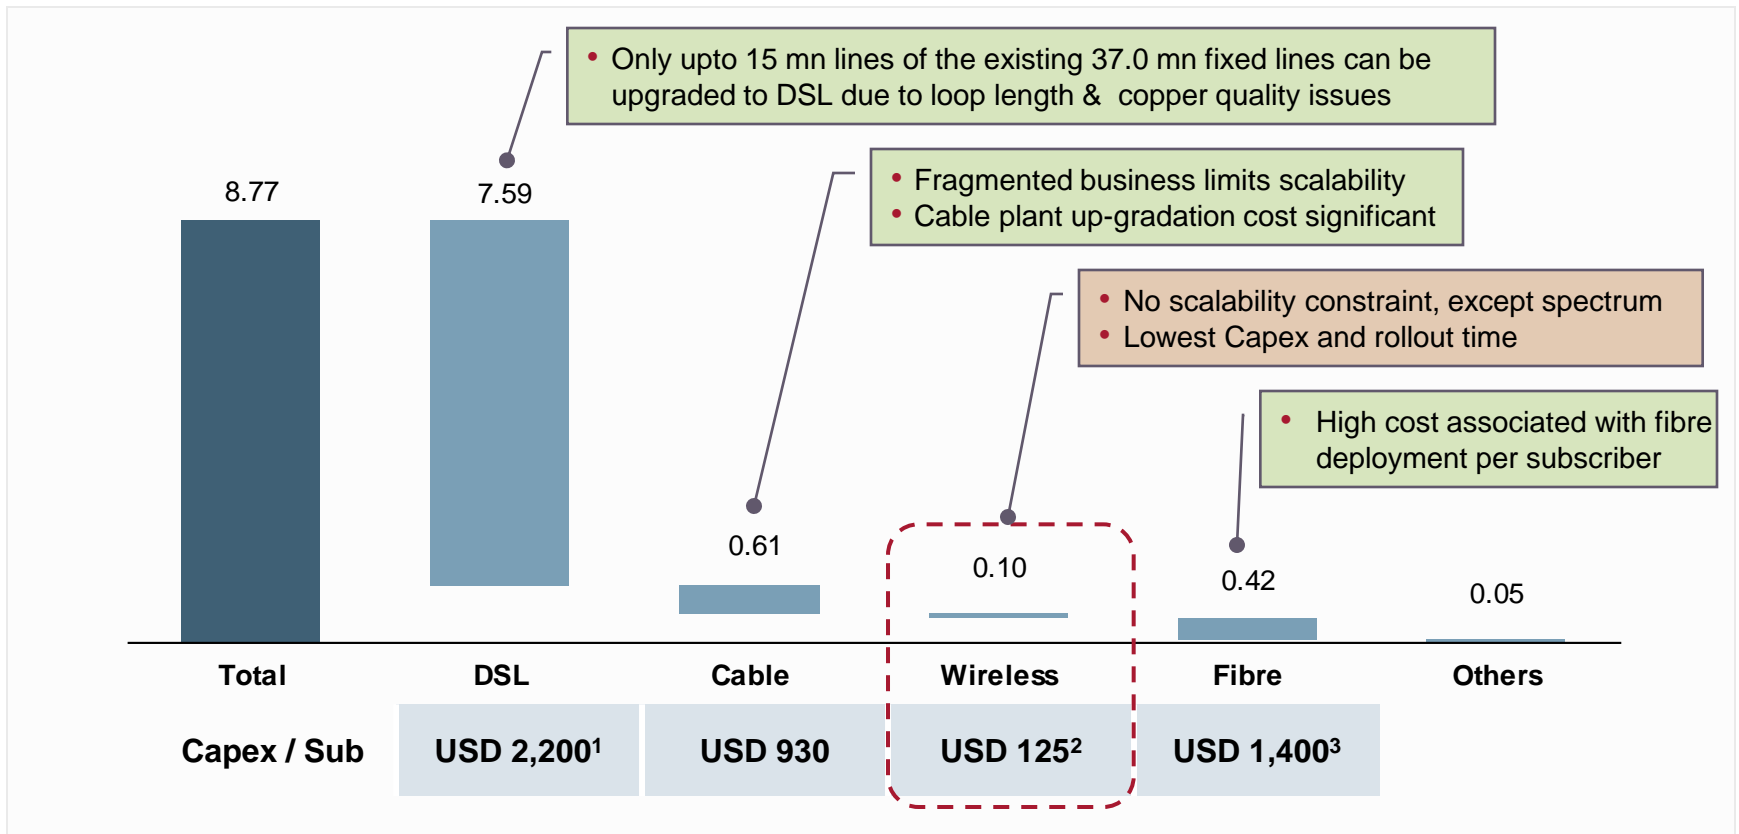 • Only upto 15 mn lines of the existing 37.0 mn fixed lines can be
upgraded to DSL due to loop length & copper quality issues
• Fragmented business limits scalability
• Cable plant up-gradation cost significant
• No scalability constraint, except spectrum
• Lowest Capex and rollout time
• High cost associated with fibre
deployment per subscriber
8.77
7.59
0.61
0.10
0.42
0.05
Total
DSL
Cable
Wireless
Fibre
Others
Capex / Sub
USD 2,200¹
USD 930
USD 125²
USD 1,400³